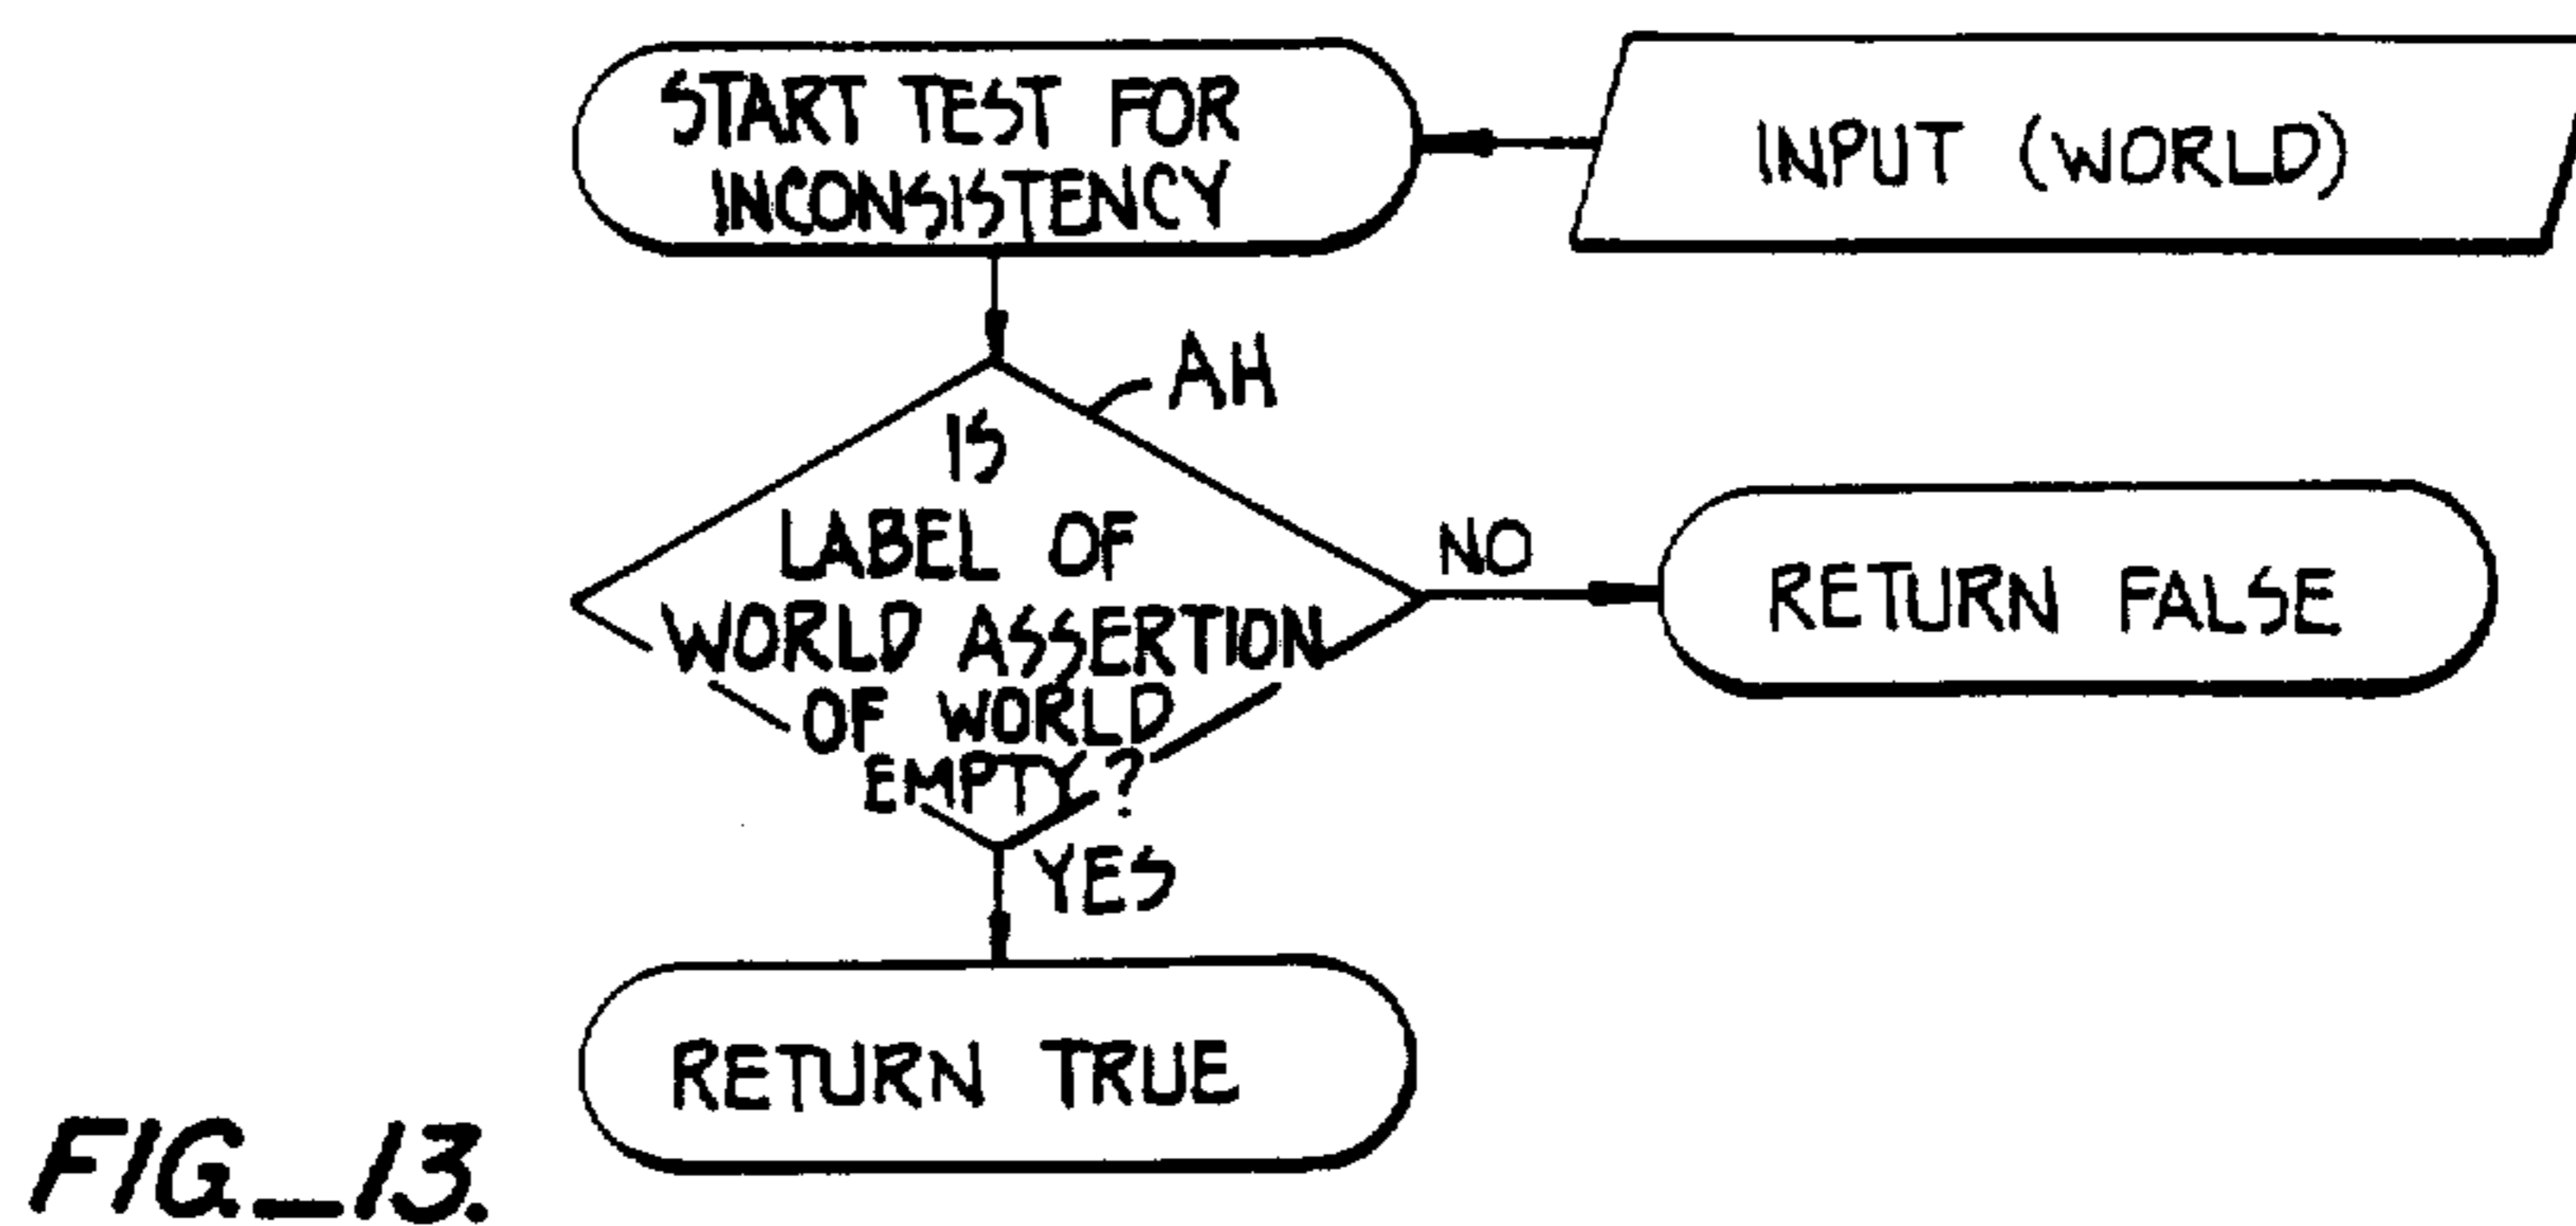 START TEST FOR
INCONSISTENCY
INPUT (WORLD)
AH
IS
LABEL OF
WORLD ASSERTION
OF WORLD
EMPTY?
NO
RETURN FALSE
YES
RETURN TRUE
FIG_13.